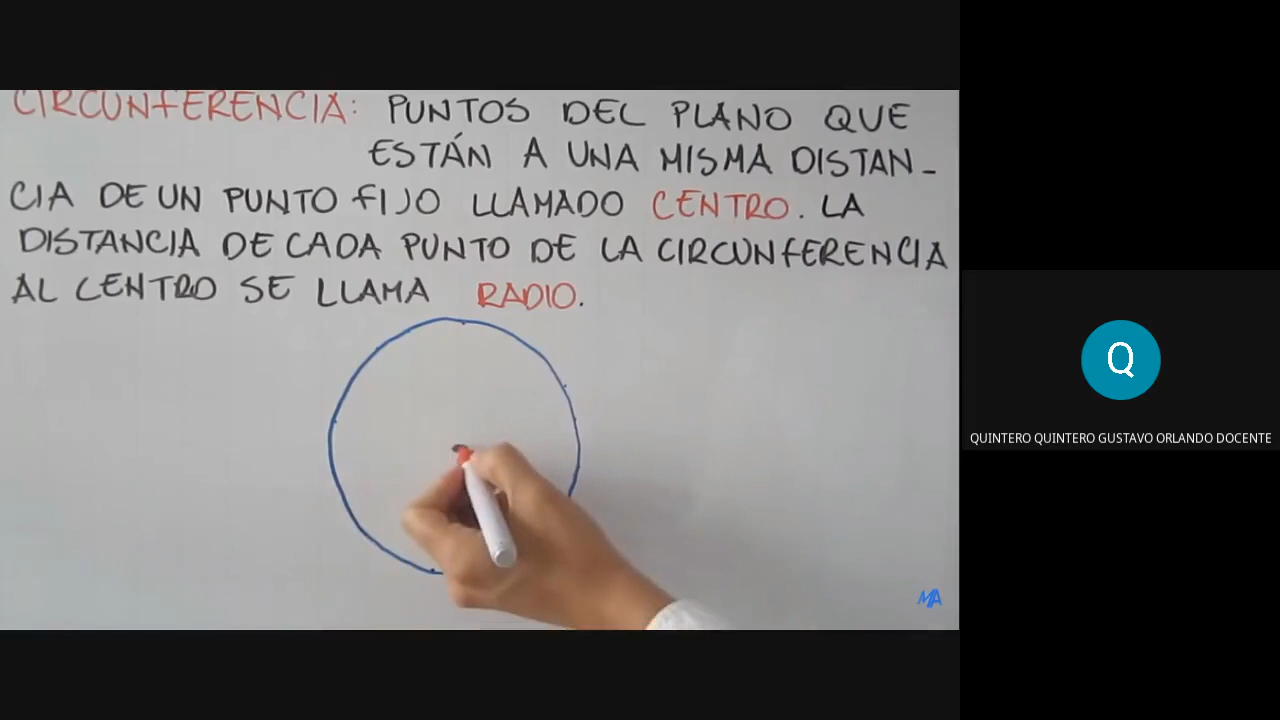 CIRCUNFERENCIA: PUNTOS DEL PLANO QUE
ESTÁN A UNA MISMA DISTAN-
CIA DE UN PUNTO FIJO LLAMADO CENTRO. LA
DISTANCIA DE CADA PUNTO DE LA CIRCUNFERENCIA
AL CENTRO SE LLAMA RADIO.
MA
Q
QUINTERO QUINTERO GUSTAVO ORLANDO DOCENTE